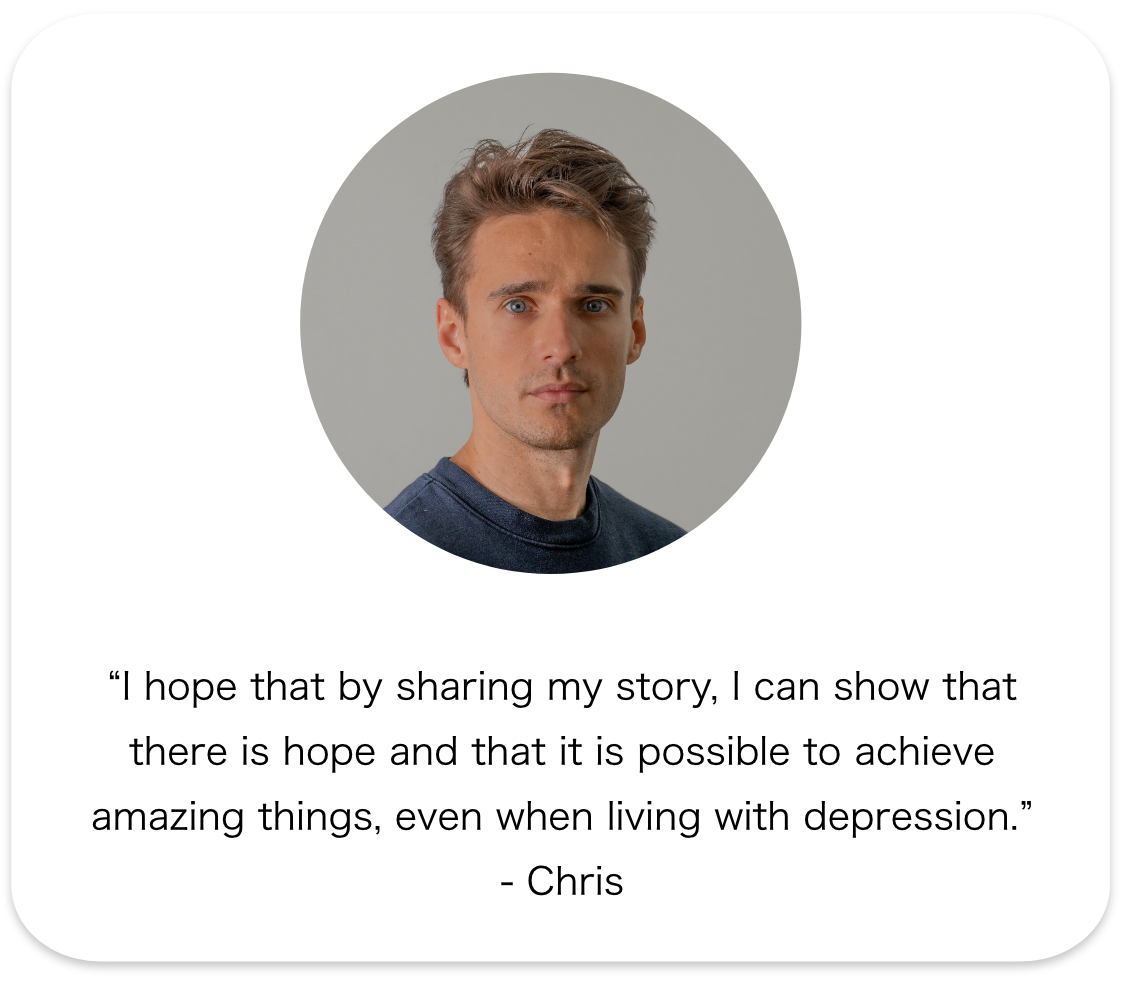 “I hope that by sharing my story, I can show that
there is hope and that it is possible to achieve
amazing things, even when living with depression.”
- Chris